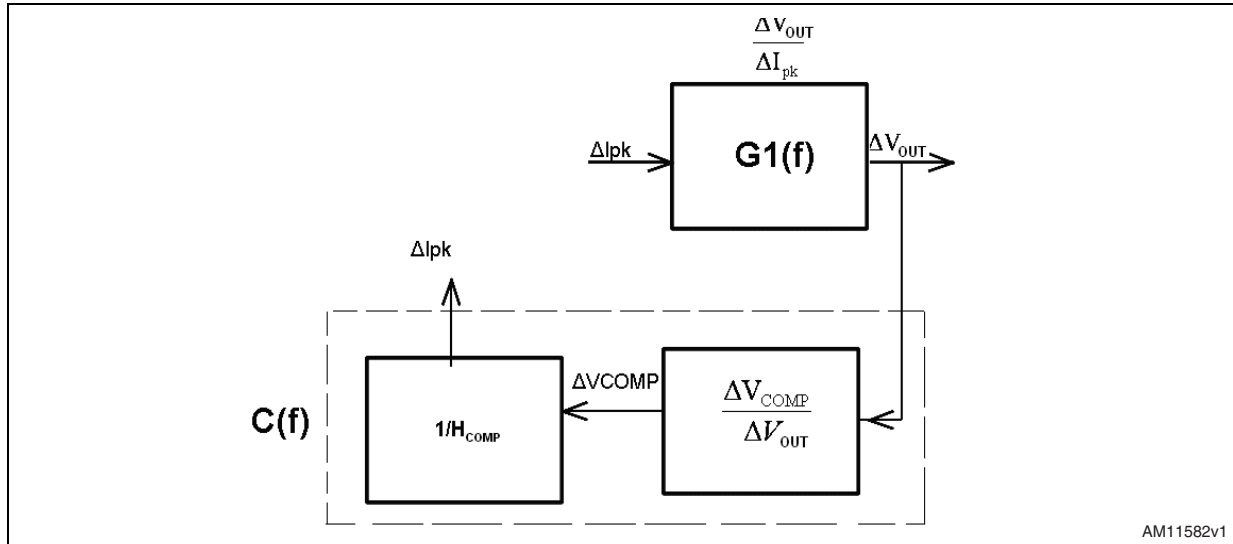 ΔV_OUT
ΔI_pk
ΔIpk
G1(f)
ΔV_OUT
ΔIpk
C(f)
1/H_COMP
ΔVCOMP
ΔV_COMP
ΔV_OUT
AM11582v1